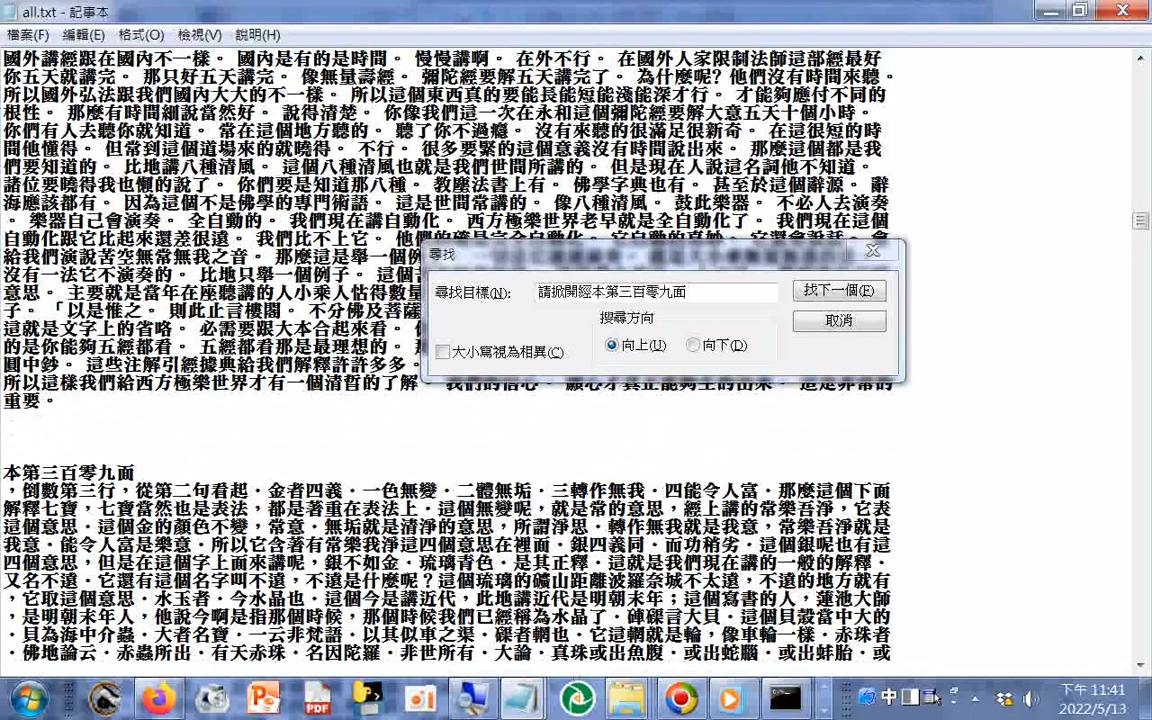 all.txt - 記事本
檔案(F) 編輯(E) 格式(O) 檢視(V) 說明(H)
國外講經跟在國內不一樣。 國內是有的是時間。 慢慢講啊。 在外不行。 在國外人家限制法師這部經最好
你五天就講完。 那只好五天講完。 像無量壽經。 彌陀經要解五天講完了。 為什麼呢? 他們沒有時間來聽。
所以國外弘法跟我們國內大大的不一樣。 所以這個東西真的要能長能短能淺能深才行。 才能夠應付不同的
根性。 那麼有時間細說當然好。 說得清楚。 你像我們這一次在永和這個彌陀經要解大意五天十個小時。
你們有人去聽你就知道。 常在這個地方聽的。 聽了你不過癮。 沒有來聽的很滿足很新奇。 在這很短的時
間他懂得。 但常到這個道場來的就曉得。 不行。 很多要緊的這個意義沒有時間説出來。 那麼這個都是我
們要知道的。 比地講八種清風。 這個八種清風也就是我們世間所講的。 但是現在人説這名詞他不知道。
諸位要曉得我也懶的說了。 你們要是知道那八種。 教塵法書上有。 佛學字典也有。 甚至於這個辭源。 辭
海應該都有。 因為這個不是佛學的專門術語。 這是世間常講的。 像八種清風。 鼓此樂器。 不必人去演奏
。 樂器自己會演奏。 全自動的。 我們現在講自動化。 西方極樂世界老早就是全自動化了。 我們現在這個
自動化跟它比起來還差很遠。 我們比不上它。 他們的確是完全自動化。 它自動的奇妙。 它還會說話。 會
給我們演說苦空無常無我之音。 那麼這是舉一個例
沒有一法它不演奏的。 比地只舉一個例子。 這個
意思。 主要就是當年在座聽講的人小乘人怙得數量
子。 「以是惟之。 則此止言樓閣。 不分佛及菩薩
這就是文字上的省略。 必需要跟大本合起來看。
的是你能夠五經都看。 五經都看那是最理想的。
圓中鈔。 這些注解引經據典給我們解釋許許多多。
所以這樣我們給西方極樂世界才有一個清晢的了解。 我們的信心。 願心才真正能夠生的出來。 這是非常的
重要。
尋找
尋找目標(N): 請掀開經本第三百零九面 找下一個(F)
搜尋方向 取消
大小寫視為相異(C) 向上(U) 向下(D)
本第三百零九面
，倒數第三行，從第二句看起．金者四義．一色無變．二體無垢．三轉作無我．四能令人富．那麼這個下面
解釋七寶，七寶當然也是表法，都是著重在表法上．這個無變呢，就是常的意思，經上講的常樂吾淨，它表
這個意思．這個金的顏色不變，常意．無垢就是清淨的意思，所謂淨思．轉作無我就是我意，常樂吾淨就是
我意．能令人富是樂意．所以它含著有常樂我淨這四個意思在裡面．銀四義同．而功稍劣．這個銀呢也有這
四個意思，但是在這個字上面來講呢，銀不如金．琉璃青色．是其正釋．這就是我們現在講的一般的解釋．
又名不遠．它還有這個名字叫不遠，不遠是什麼呢？這個琉璃的礦山距離波羅奈城不太遠，不遠的地方就有
，它取這個意思．水玉者．今水晶也．這個今是講近代，此地講近代是明朝末年；這個寫書的人，蓮池大師
，是明朝末年人，他說今啊是指那個時候，那個時候我們已經稱為水晶了．硨磲言大貝．這個貝殼當中大的
．貝為海中介蟲．大者名寶．一云非梵語．以其似車之渠．磲者輞也．它這輞就是輪，像車輪一樣．赤珠者
．佛地論云．赤蟲所出．有天赤珠．名因陀羅．非世所有．大論．真珠或出魚腹．或出蛇腦．或出蚌胎．或
中
下午 11:41
2022/5/13